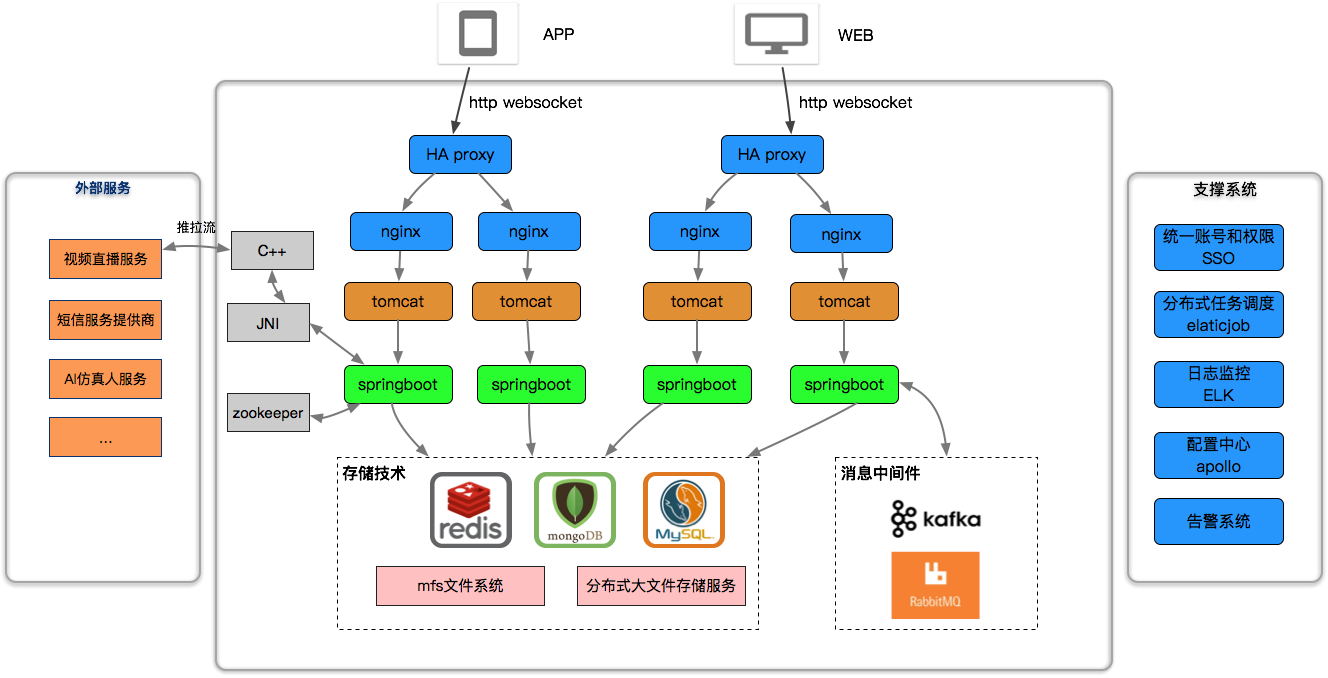 APP
WEB
http websocket
http websocket
HA proxy
HA proxy
外部服务
支撑系统
推拉流
视频直播服务
短信服务提供商
AI仿真人服务
...
C++
JNI
zookeeper
nginx
nginx
nginx
nginx
tomcat
tomcat
tomcat
tomcat
springboot
springboot
springboot
springboot
存储技术
redis
mongoDB
MySQL
mfs文件系统
分布式大文件存储服务
消息中间件
kafka
RabbitMQ
统一账号和权限
SSO
分布式任务调度
elaticjob
日志监控
ELK
配置中心
apollo
告警系统